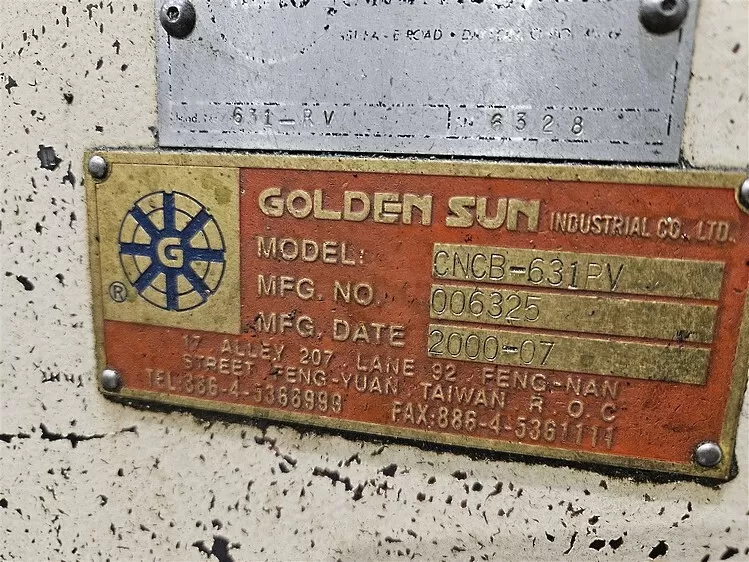 ROAD •
631-RV 6328
G
®
GOLDEN SUN INDUSTRIAL CO., LTD.
MODEL: CNCB-631RV
MFG. NO. 006325
MFG. DATE 2000-07
17 ALLEY 207, LANE 92 FENG-NAN
STREET FENG-YUAN TAIWAN R.O.C
TEL:886-4-5366999 FAX:886-4-5361111